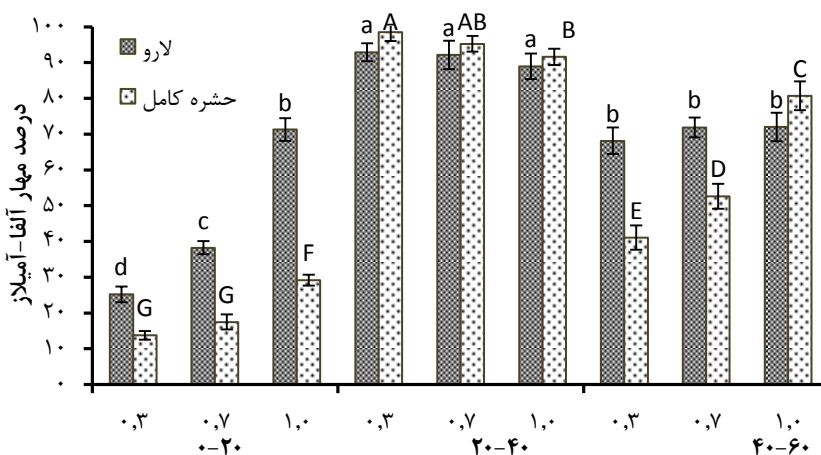 درصد مهار آلفا-آمیلاز
۱۰۰
۹۰
۸۰
۷۰
۶۰
۵۰
۴۰
۳۰
۲۰
۱۰
۰
لارو
حشره کامل
d G c G b F a A a AB a B b E b D b C
۰,۳ ۰,۷ ۱,۰ ۰,۳ ۰,۷ ۱,۰ ۰,۳ ۰,۷ ۱,۰
۰-۲۰ ۲۰-۴۰ ۴۰-۶۰